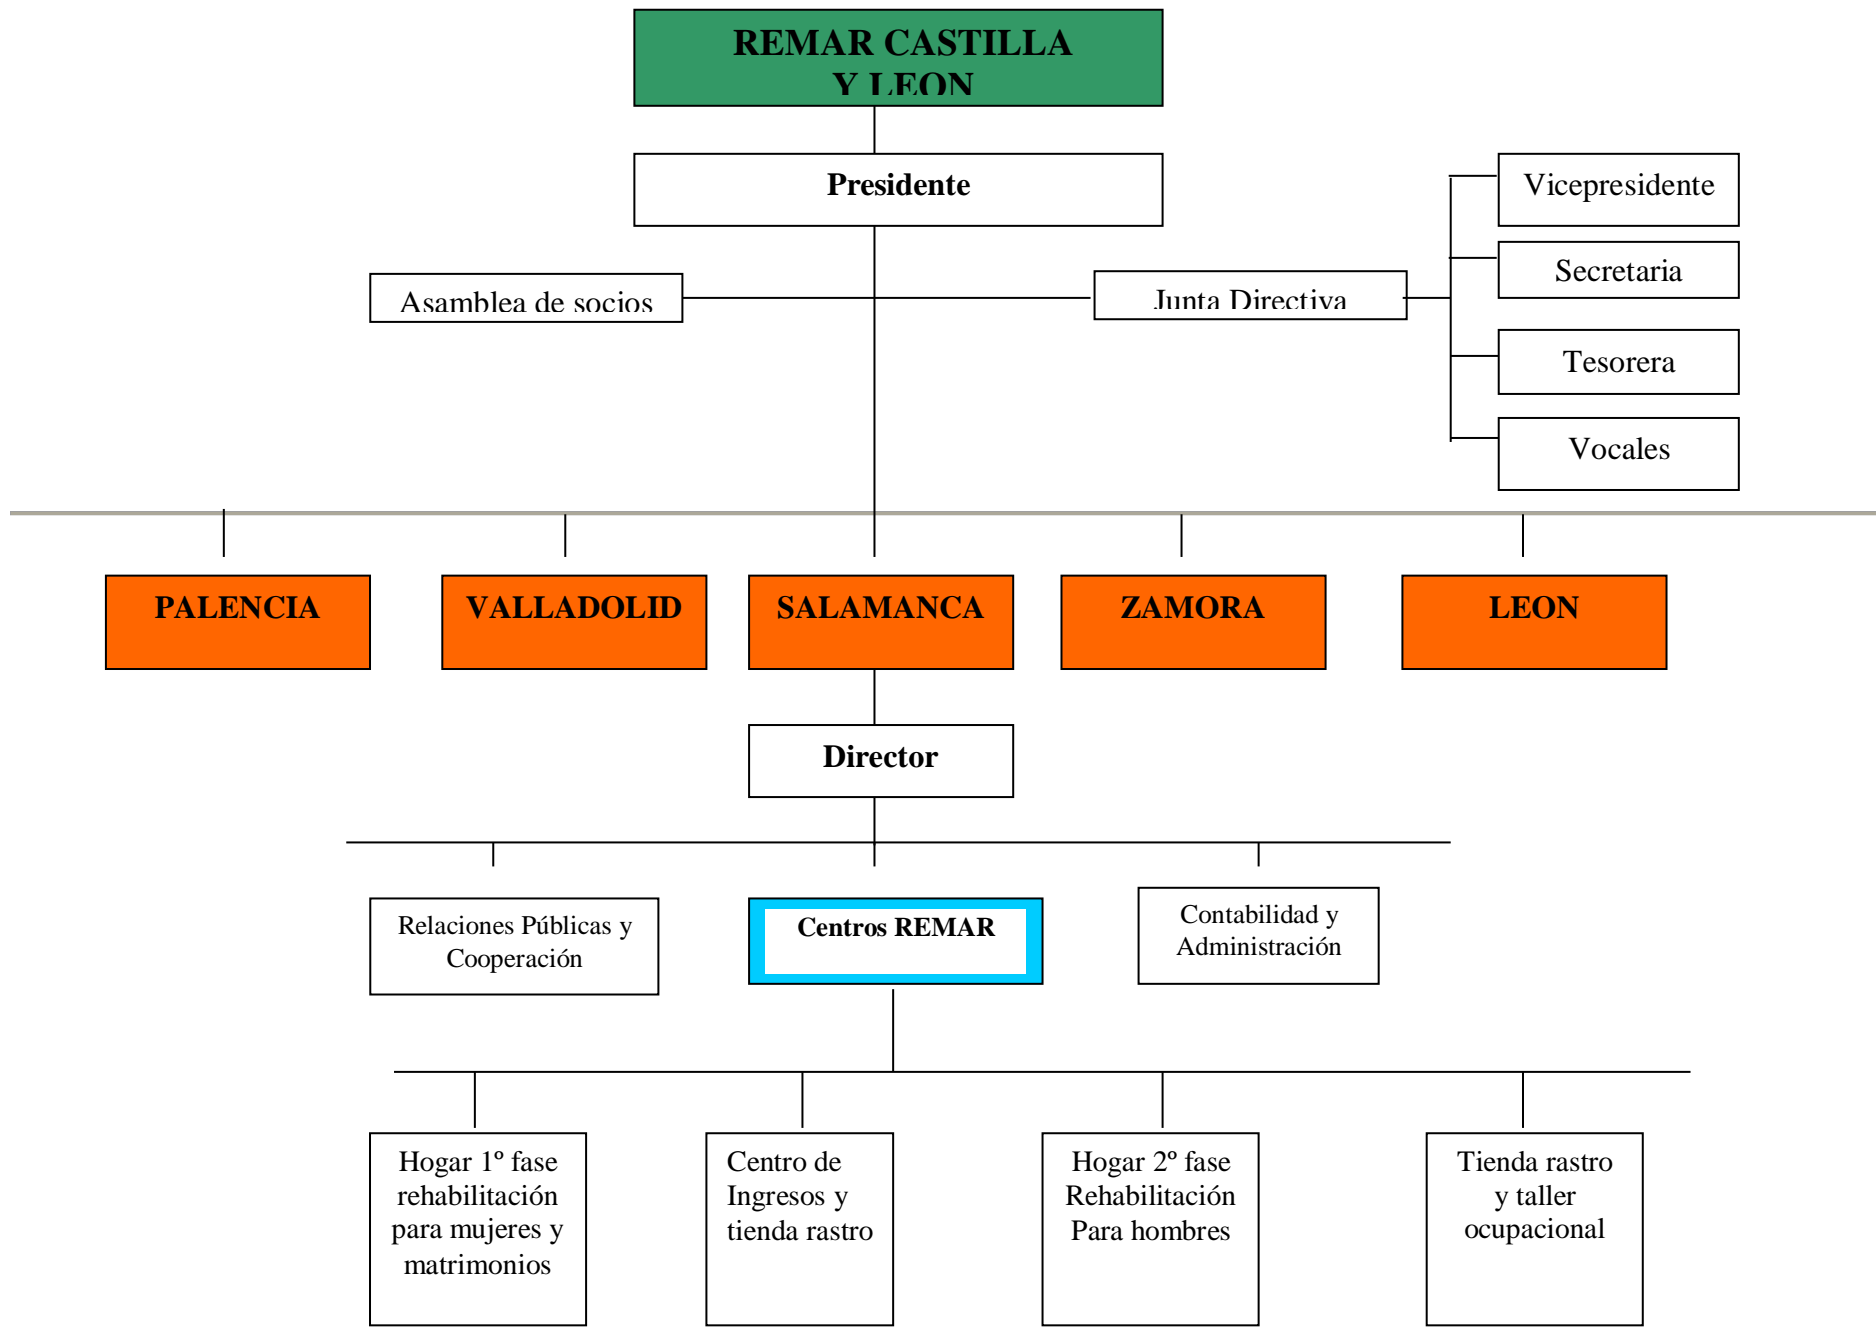 REMAR CASTILLA
Y LEON
Presidente
Vicepresidente
Secretaria
Asamblea de socios
Junta Directiva
Tesorera
Vocales
PALENCIA
VALLADOLID
SALAMANCA
ZAMORA
LEON
Director
Relaciones Públicas y
Cooperación
Centros REMAR
Contabilidad y
Administración
Hogar 1º fase
rehabilitación
para mujeres y
matrimonios
Centro de
Ingresos y
tienda rastro
Hogar 2º fase
Rehabilitación
Para hombres
Tienda rastro
y taller
ocupacional